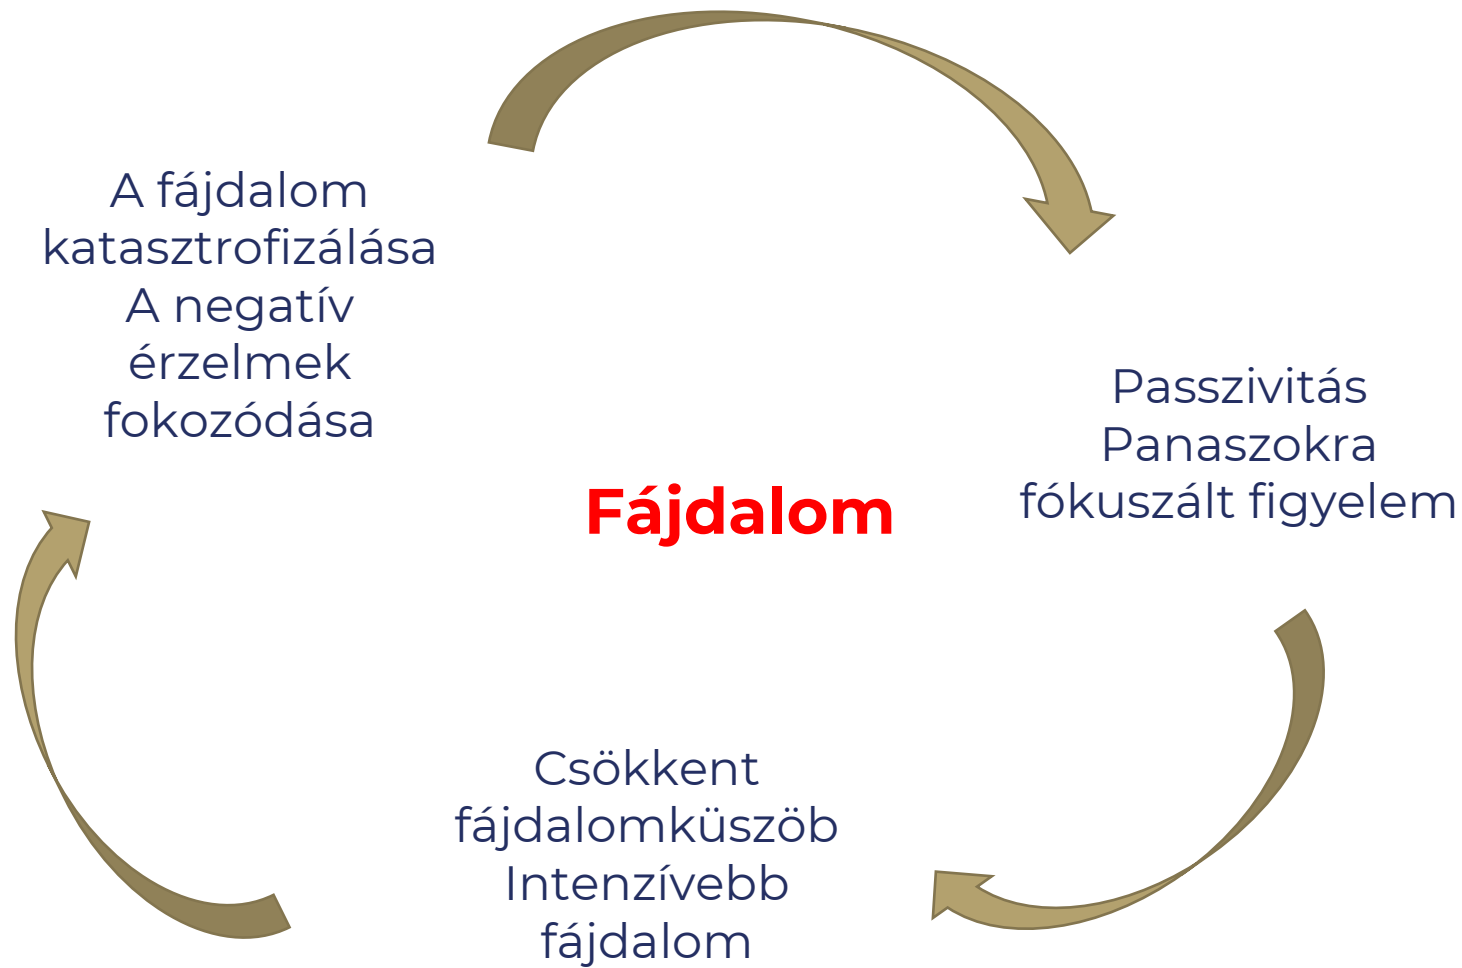 A fájdalom
katasztrofizálása
A negatív
érzelmek
fokozódása
Passzivitás
Panaszokra
fókuszált figyelem
Fájdalom
Csökkent
fájdalomküszöb
Intenzívebb
fájdalom